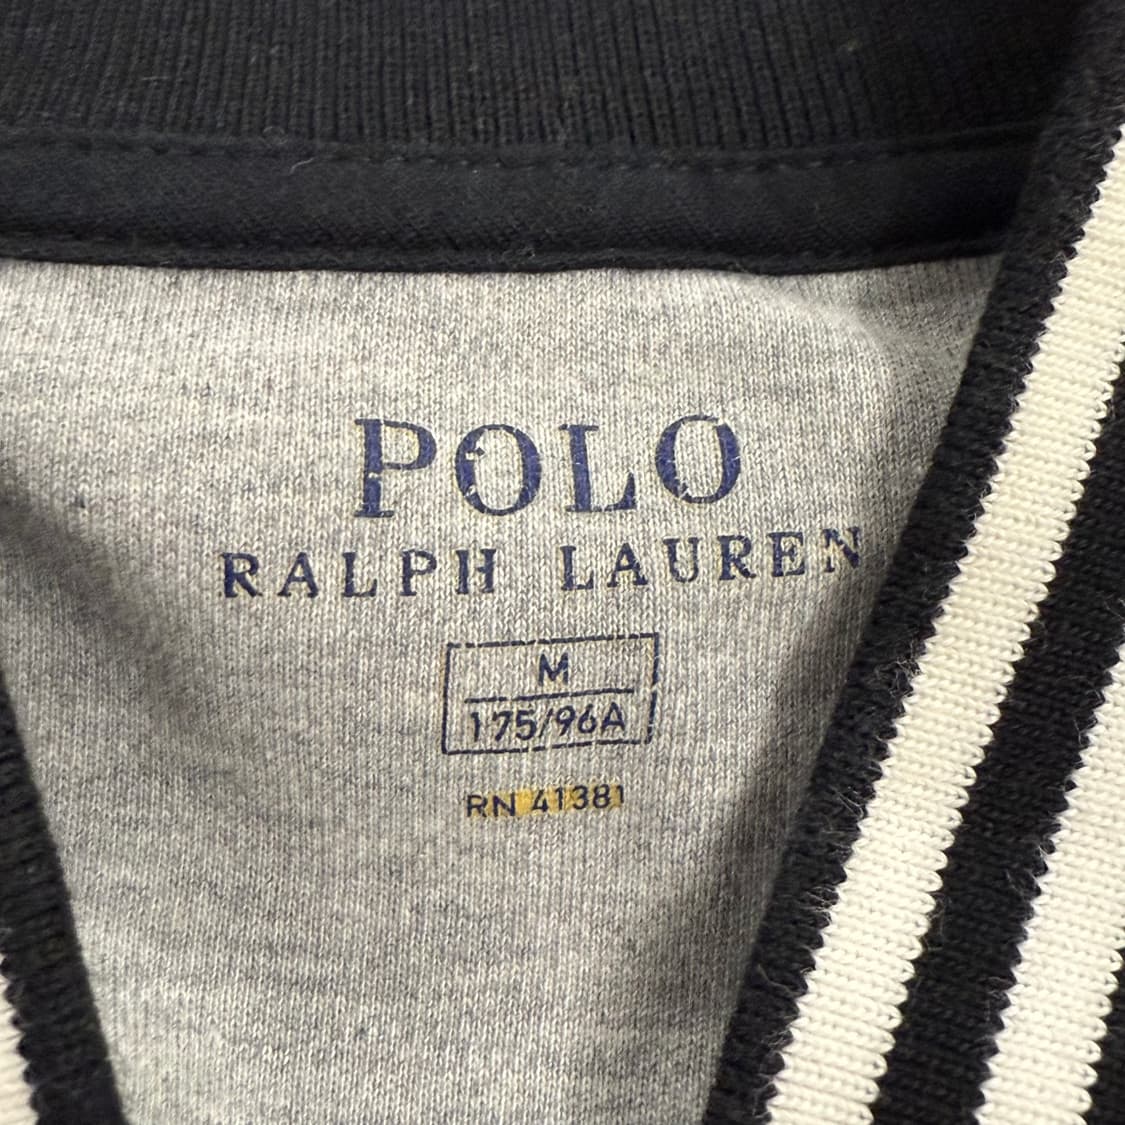 POLO
RALPH LAUREN
M
175/96A
RN 41381